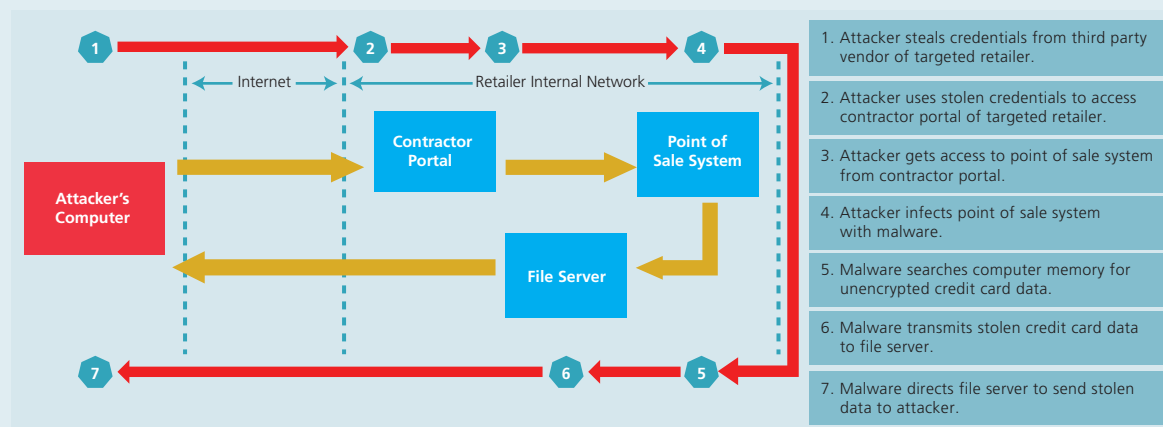 1
2
3
4
Internet
Retailer Internal Network
Contractor
Portal
Point of
Sale System
Attacker's
Computer
File Server
7
6
5
1. Attacker steals credentials from third party
vendor of targeted retailer.
2. Attacker uses stolen credentials to access
contractor portal of targeted retailer.
3. Attacker gets access to point of sale system
from contractor portal.
4. Attacker infects point of sale system
with malware.
5. Malware searches computer memory for
unencrypted credit card data.
6. Malware transmits stolen credit card data
to file server.
7. Malware directs file server to send stolen
data to attacker.